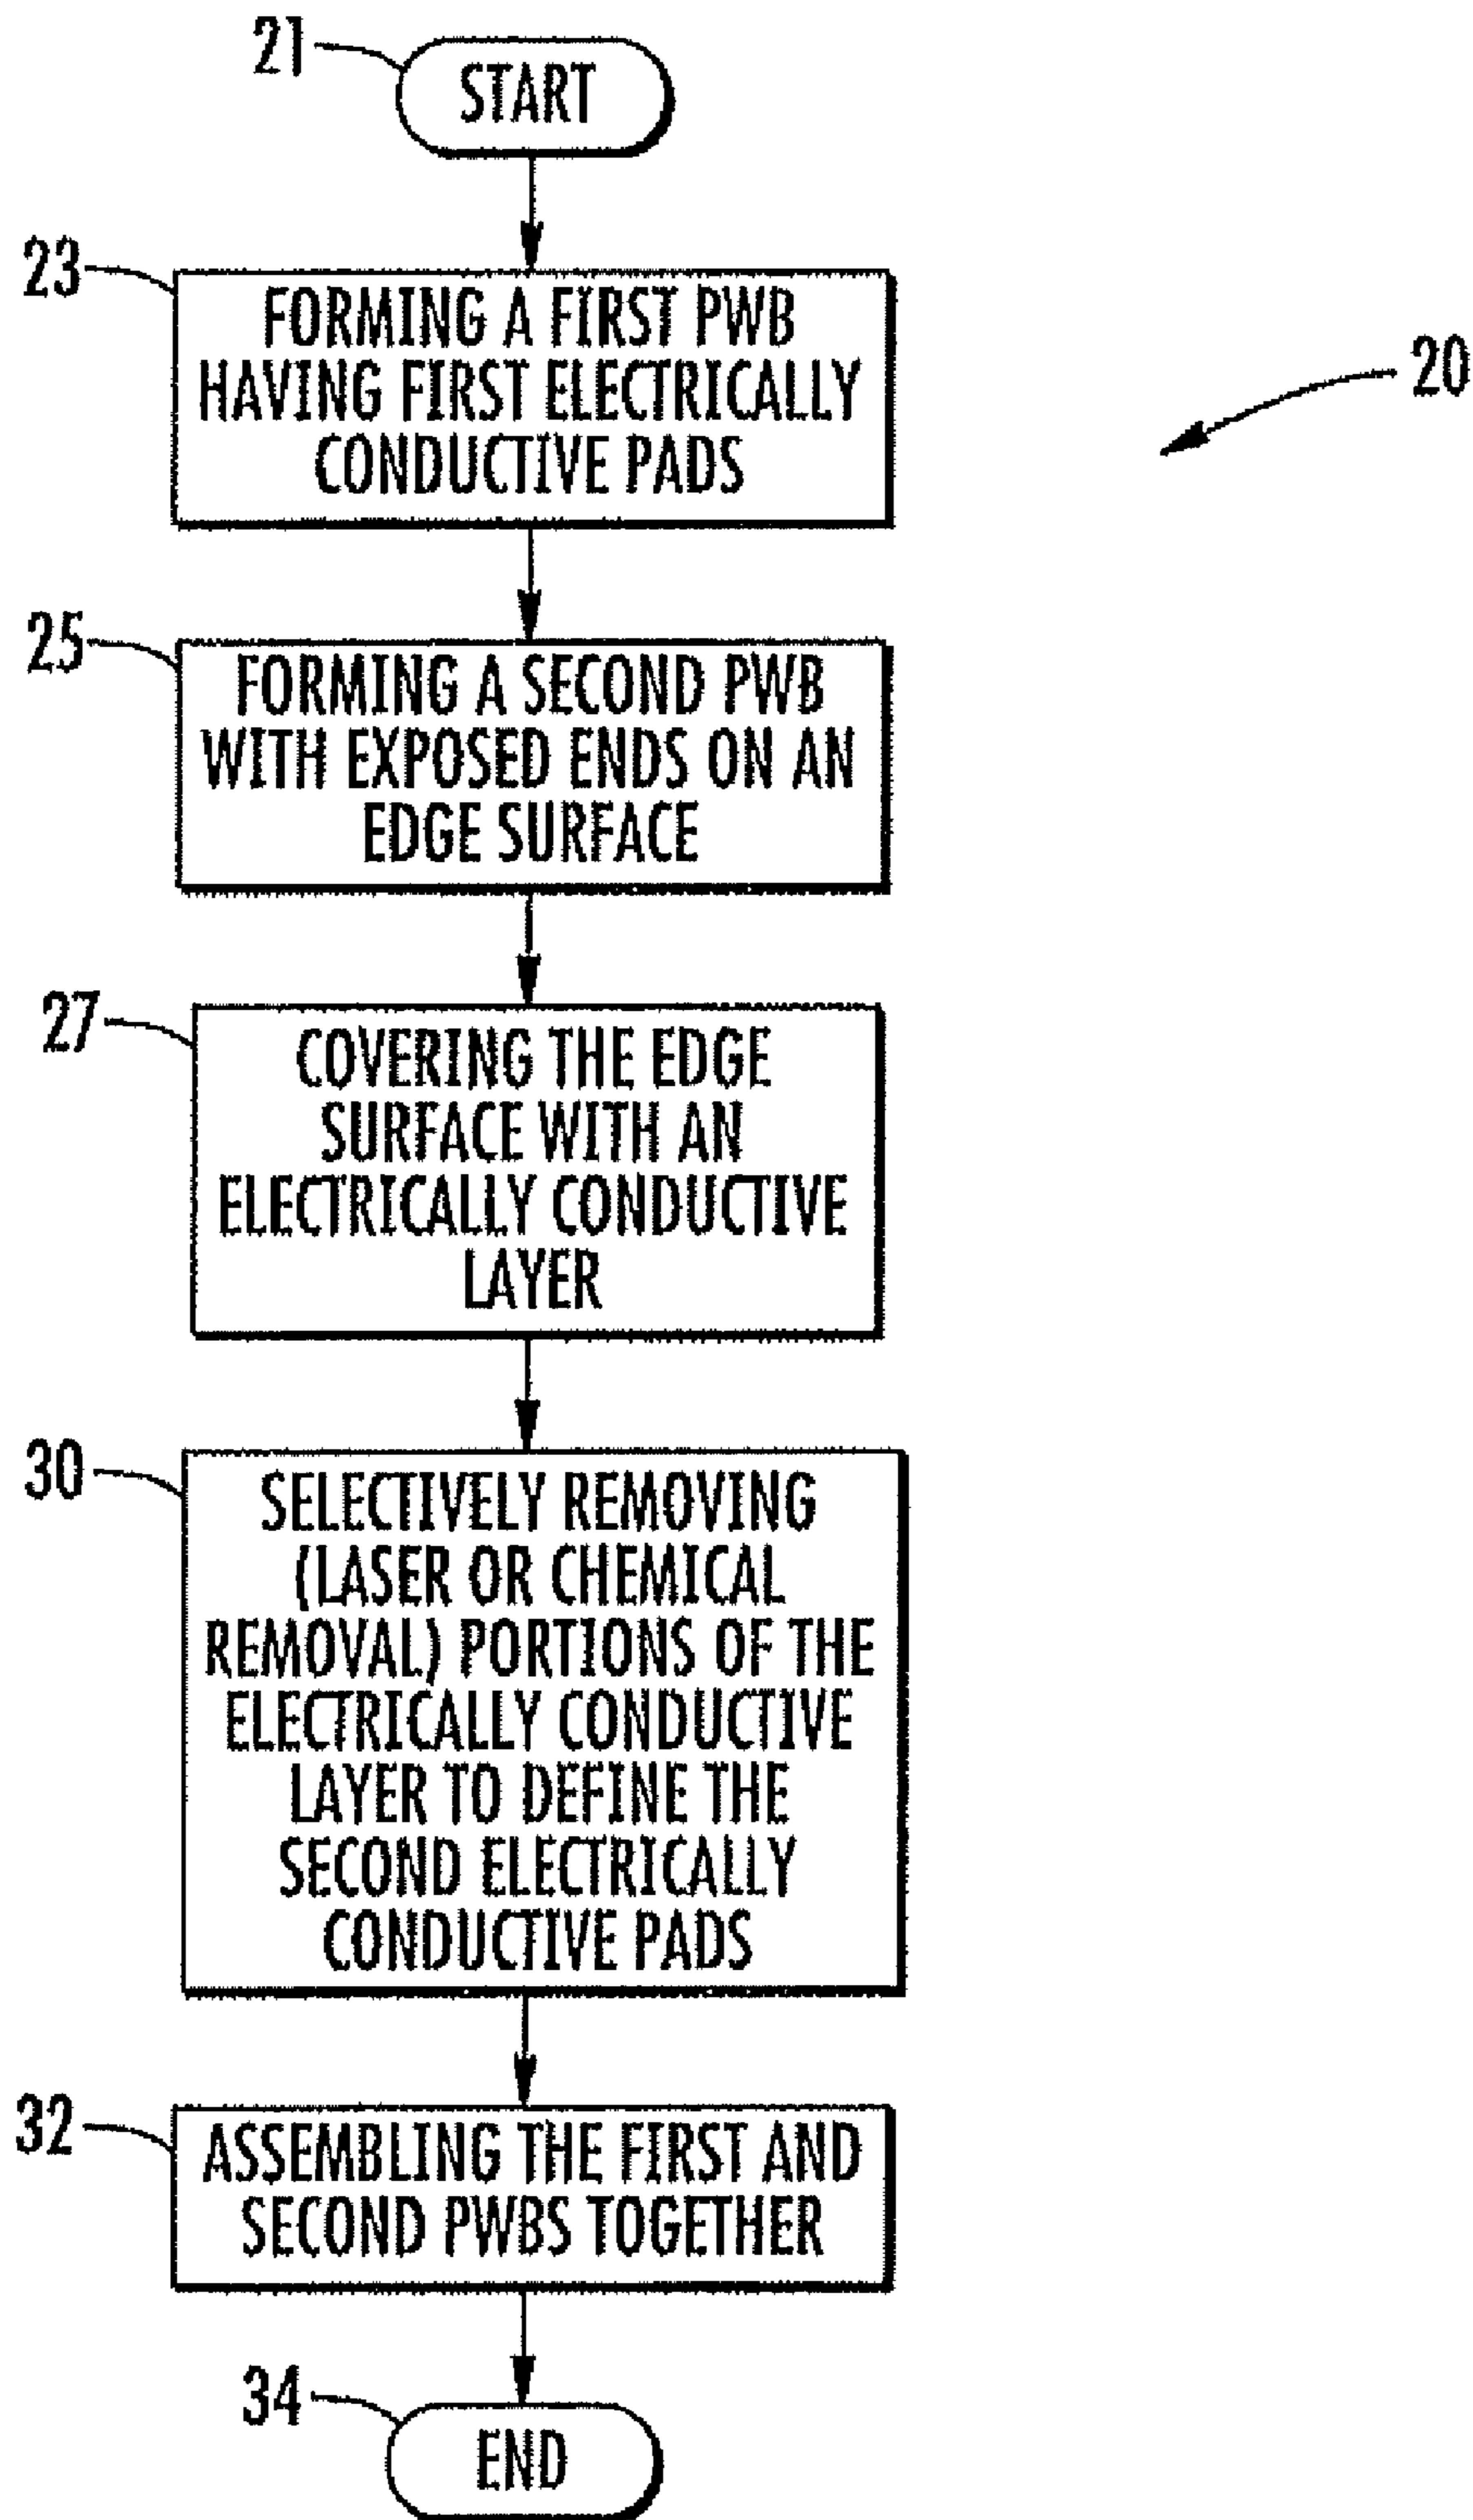 21
START
23
FORMING A FIRST PWB
HAVING FIRST ELECTRICALLY
CONDUCTIVE PADS
20
25
FORMING A SECOND PWB
WITH EXPOSED ENDS ON AN
EDGE SURFACE
27
COVERING THE EDGE
SURFACE WITH AN
ELECTRICALLY CONDUCTIVE
LAYER
30
SELECTIVELY REMOVING
(LASER OR CHEMICAL
REMOVAL) PORTIONS OF THE
ELECTRICALLY CONDUCTIVE
LAYER TO DEFINE THE
SECOND ELECTRICALLY
CONDUCTIVE PADS
32
ASSEMBLING THE FIRST AND
SECOND PWBS TOGETHER
34
END